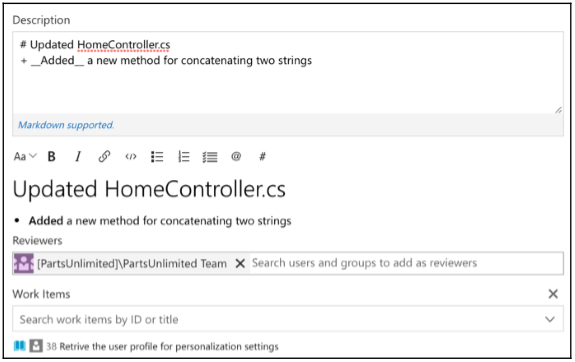 Description
# Updated HomeController.cs
+ __Added__ a new method for concatenating two strings
Markdown supported.
Aa B I </> @ #
Updated HomeController.cs
• Added a new method for concatenating two strings
Reviewers
[PartsUnlimited]\PartsUnlimited Team Search users and groups to add as reviewers
Work Items
Search work items by ID or title
38 Retrive the user profile for personalization settings